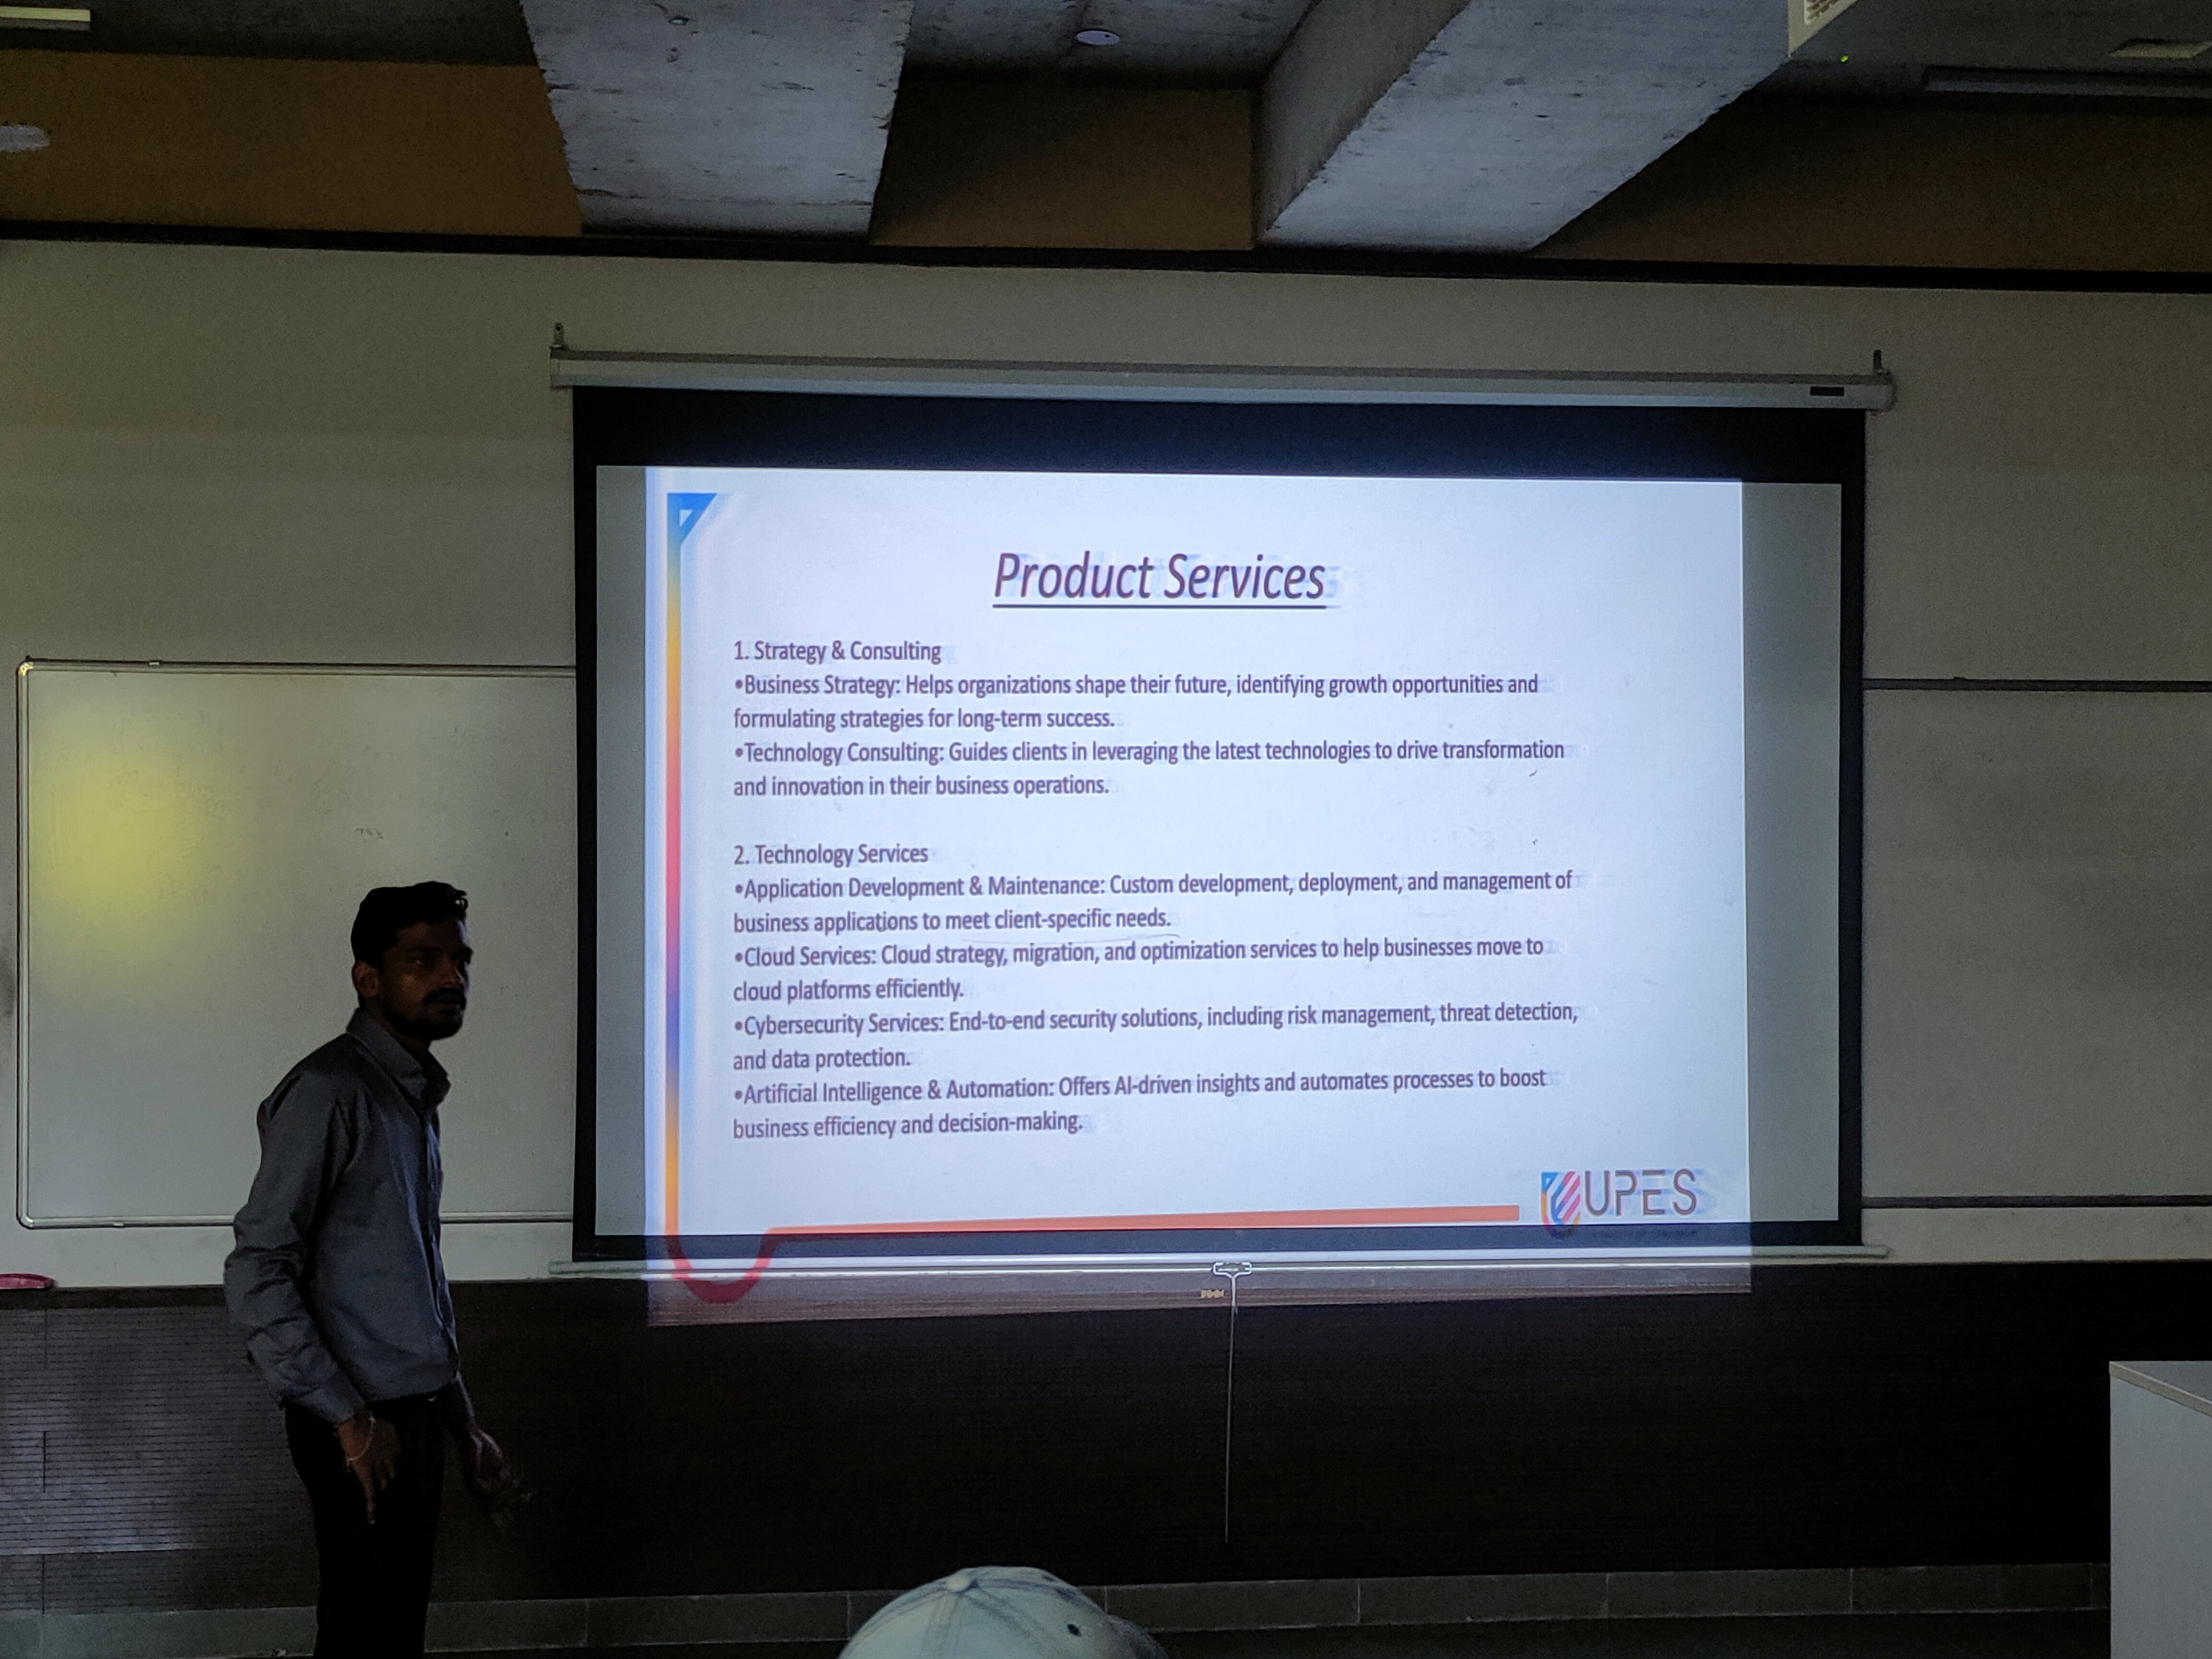 Product Services
1. Strategy & Consulting
•Business Strategy: Helps organizations shape their future, identifying growth opportunities and
formulating strategies for long-term success.
•Technology Consulting: Guides clients in leveraging the latest technologies to drive transformation
and innovation in their business operations.
2. Technology Services
•Application Development & Maintenance: Custom development, deployment, and management of
business applications to meet client-specific needs.
•Cloud Services: Cloud strategy, migration, and optimization services to help businesses move to
cloud platforms efficiently.
•Cybersecurity Services: End-to-end security solutions, including risk management, threat detection,
and data protection.
•Artificial Intelligence & Automation: Offers AI-driven insights and automates processes to boost
business efficiency and decision-making.
UPES